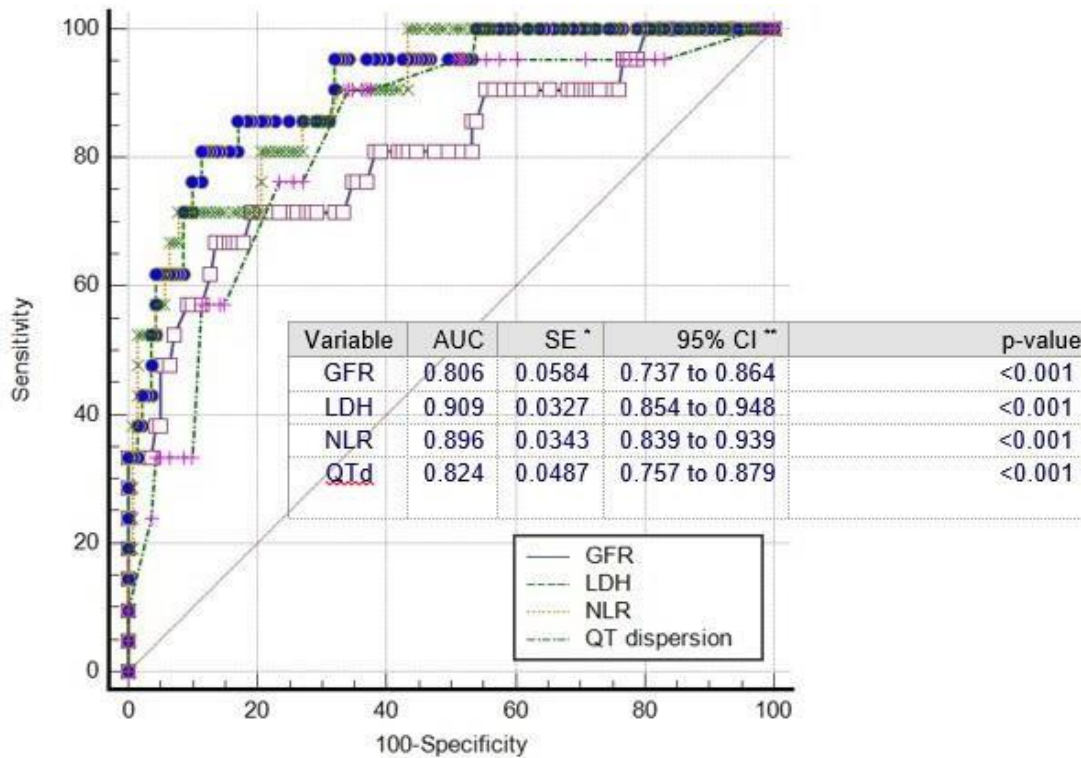 100
80
60
40
20
0
Sensitivity
Variable AUC SE * 95% CI ** p-value
GFR 0.806 0.0584 0.737 to 0.864 <0.001
LDH 0.909 0.0327 0.854 to 0.948 <0.001
NLR 0.896 0.0343 0.839 to 0.939 <0.001
QTd 0.824 0.0487 0.757 to 0.879 <0.001
GFR
LDH
NLR
QT dispersion
0 20 40 60 80 100
100-Specificity